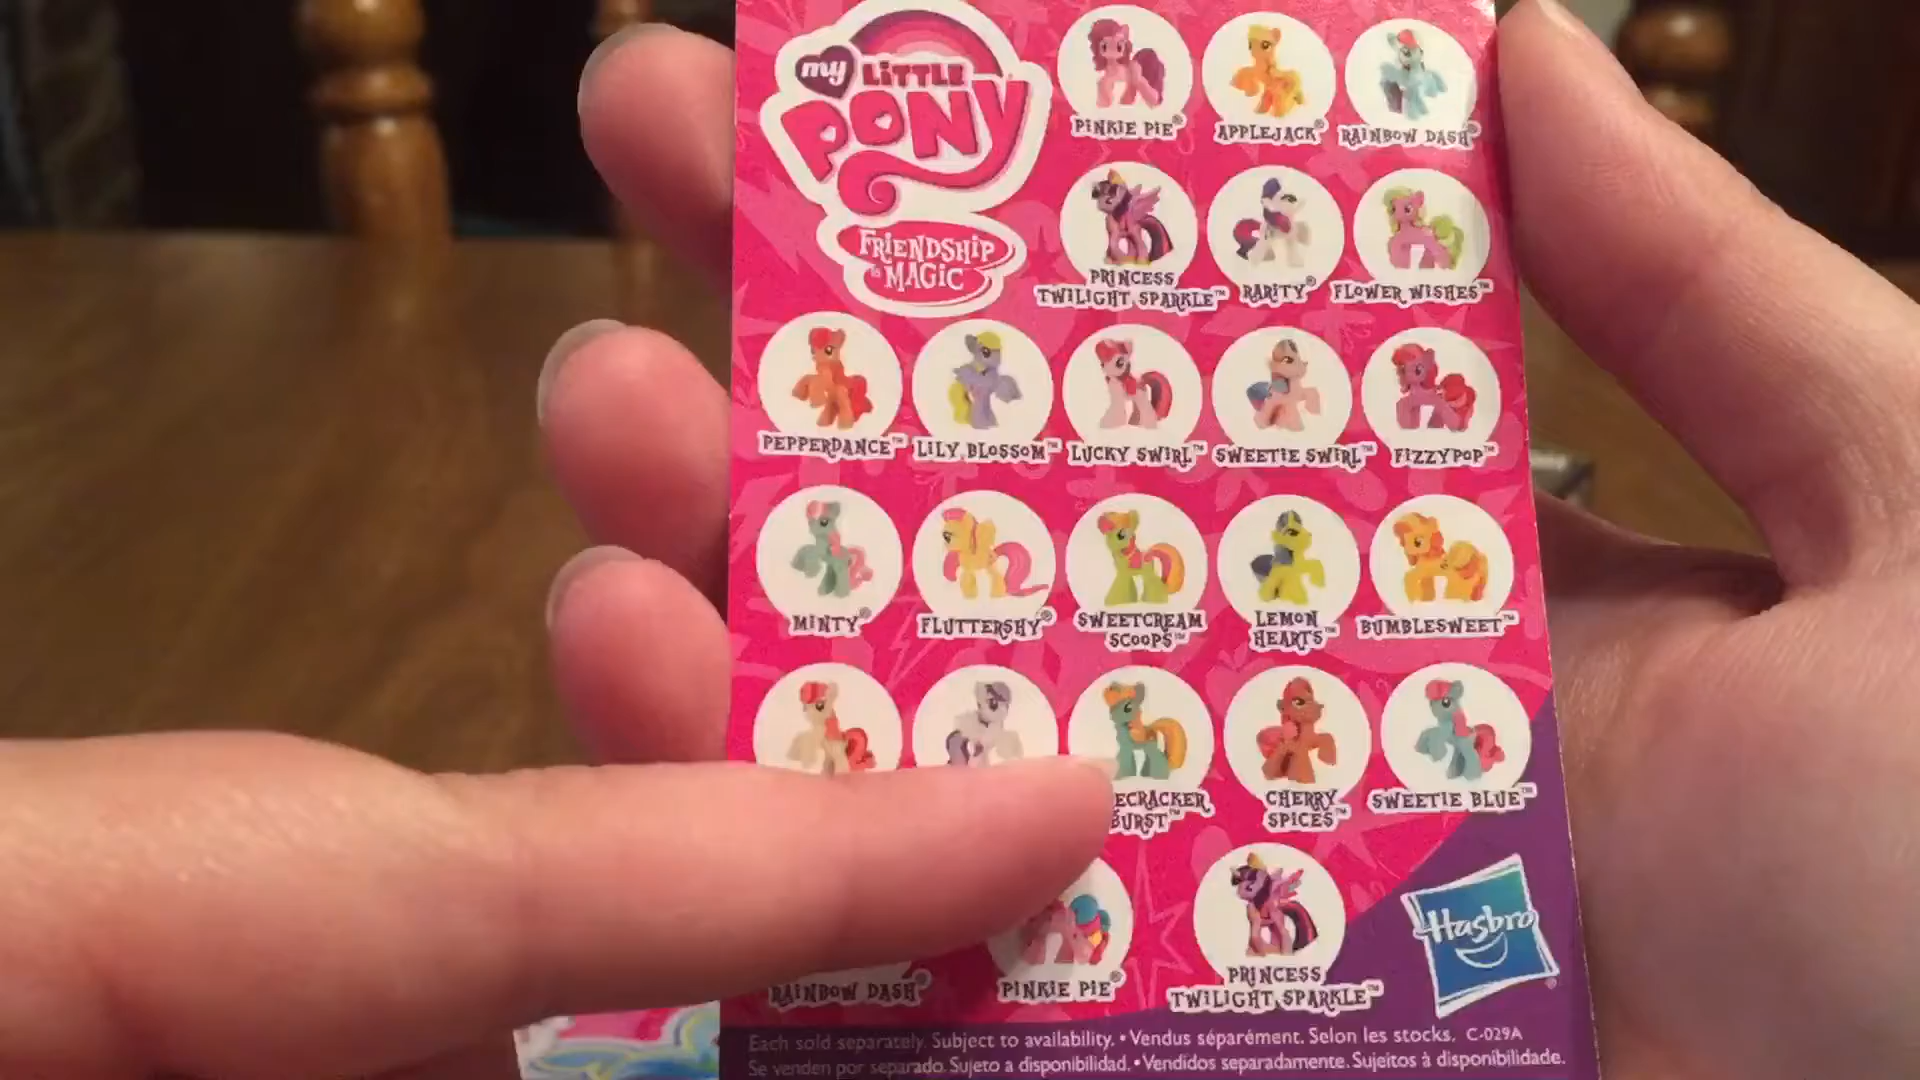 my
LITTLE
PONY
FRIENDSHIP
is MAGIC
PINKIE PIE® APPLEJACK® RAINBOW DASH®
PRINCESS
TWILIGHT SPARKLE™ RARITY® FLOWER WISHES™
PEPPERDANCE™ LILY BLOSSOM™ LUCKY SWIRL™ SWEETIE SWIRL™ FIZZYPOP™
MINTY® FLUTTERSHY® SWEETCREAM
SCOOPS™ LEMON
HEARTS™ BUMBLESWEET™
ECRACKER
BURST™ CHERRY
SPICES™ SWEETIE BLUE™
RAINBOW DASH® PINKIE PIE® PRINCESS
TWILIGHT SPARKLE™
Hasbro®
Each sold separately. Subject to availability. • Vendus séparément. Selon les stocks. C-029A
Se venden por separado. Sujeto a disponibilidad. • Vendidos separadamente. Sujeitos à disponibilidade.